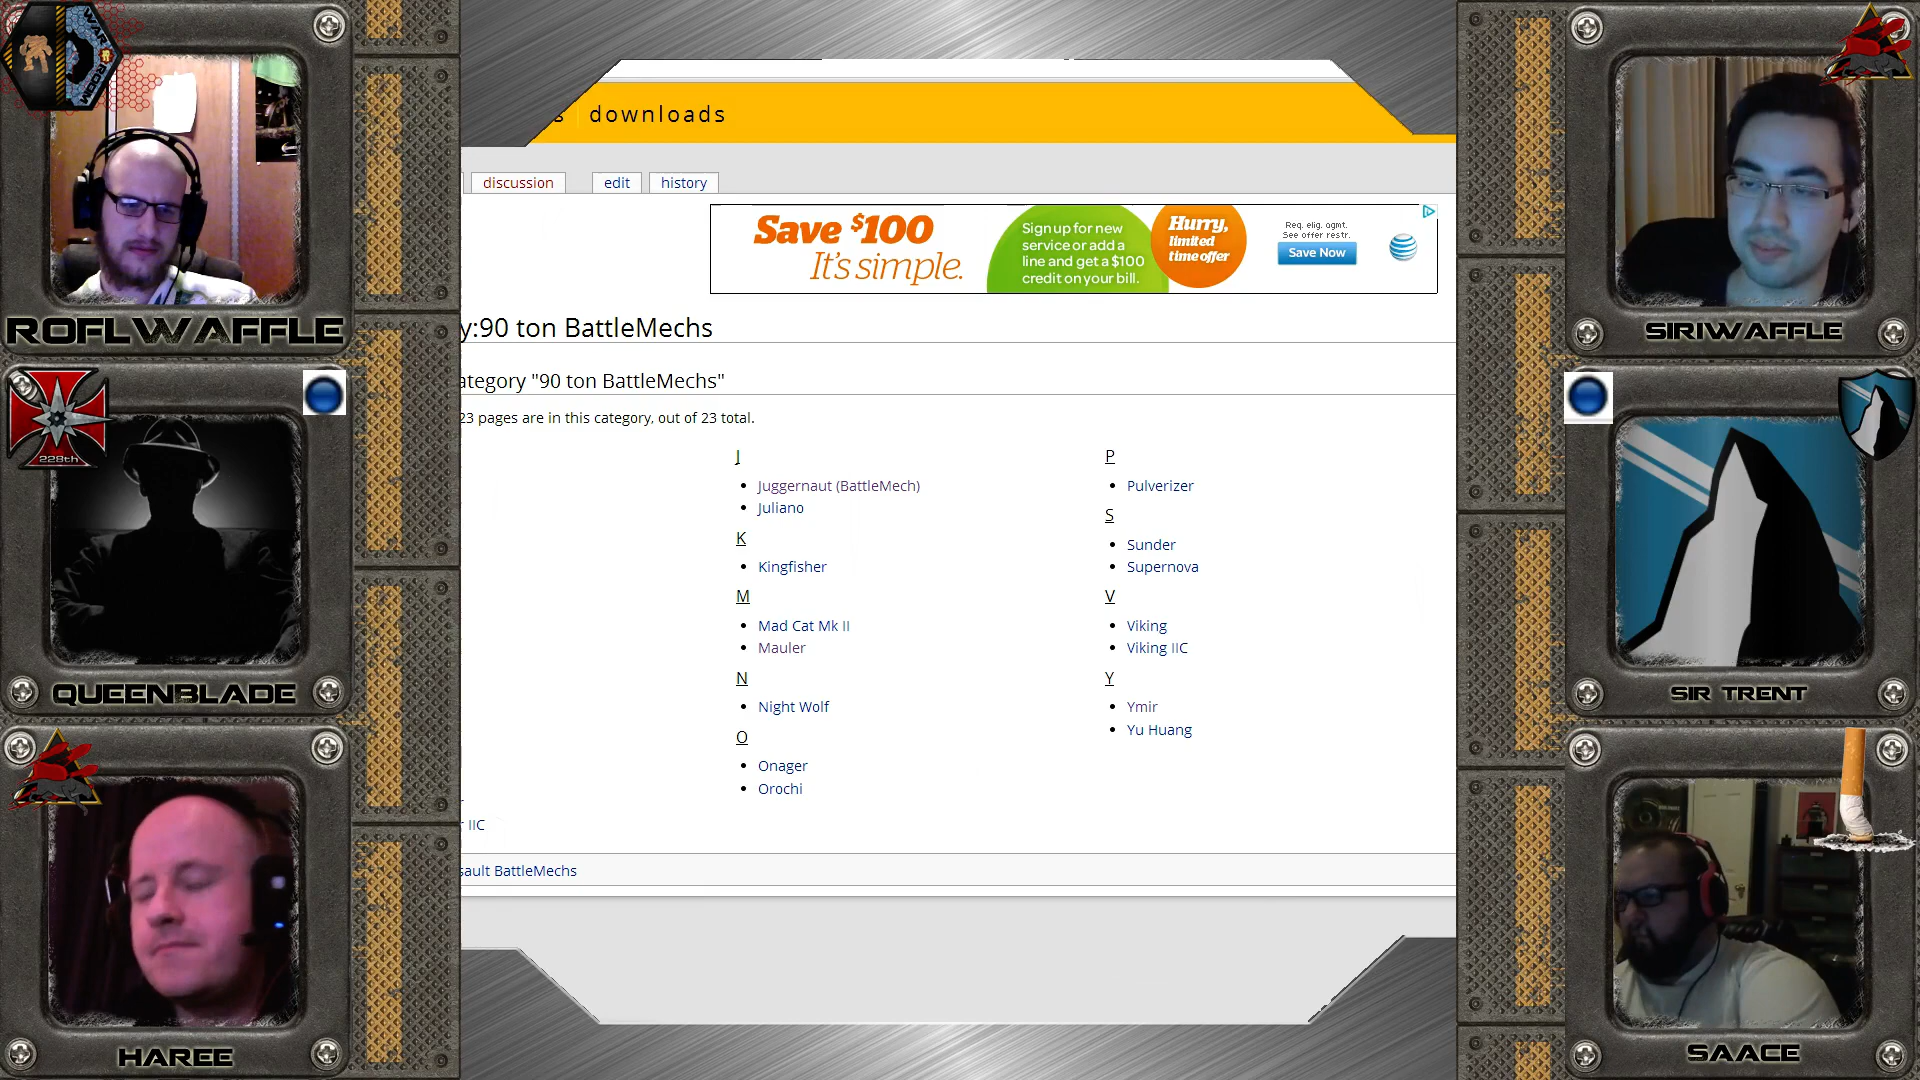 WAR ROOM
ROFLWAFFLE
228th
QUEENBLADE
HAREE
s downloads
discussion
edit
history
Save $100
It's simple.
Sign up for new
service or add a
line and get a $100
credit on your bill.
Hurry,
limited
time offer
Req. elig. agmt.
See offer restr.
Save Now
y:90 ton BattleMechs
ategory "90 ton BattleMechs"
23 pages are in this category, out of 23 total.
J
Juggernaut (BattleMech)
Juliano
K
Kingfisher
M
Mad Cat Mk II
Mauler
N
Night Wolf
O
Onager
Orochi
P
Pulverizer
S
Sunder
Supernova
V
Viking
Viking IIC
Y
Ymir
Yu Huang
r
r IIC
sault BattleMechs
SIRIWAFFLE
SIR TRENT
SAACE